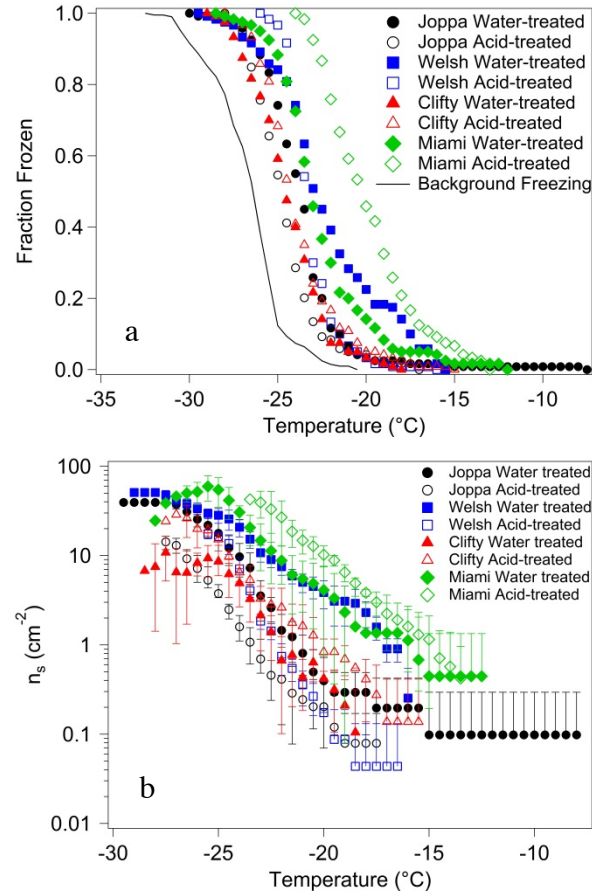 1.0
0.8
0.6
0.4
0.2
0.0
Fraction Frozen
a
Joppa Water-treated
Joppa Acid-treated
Welsh Water-treated
Welsh Acid-treated
Clifty Water-treated
Clifty Acid-treated
Miami Water-treated
Miami Acid-treated
Background Freezing
-35 -30 -25 -20 -15 -10
Temperature (°C)
100
10
1
0.1
0.01
nₛ (cm⁻²)
b
Joppa Water treated
Joppa Acid-treated
Welsh Water treated
Welsh Acid-treated
Clifty Water treated
Clifty Acid-treated
Miami Water treated
Miami Acid-treated
-30 -25 -20 -15 -10
Temperature (°C)